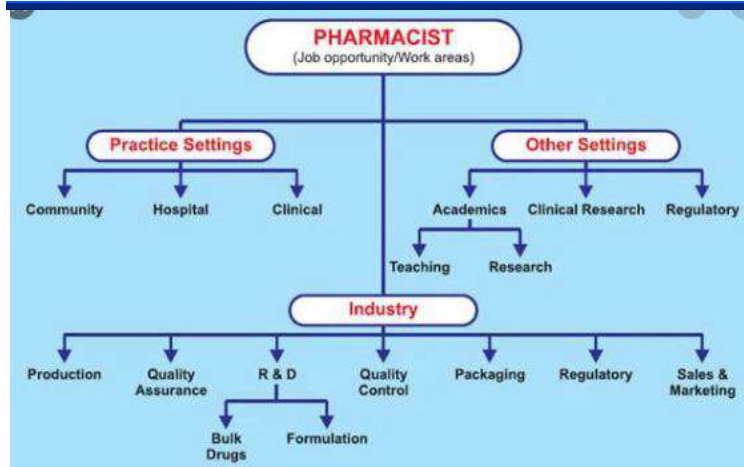 PHARMACIST
(Job opportunity/Work areas)
Practice Settings
Other Settings
Community
Hospital
Clinical
Academics
Clinical Research
Regulatory
Teaching
Research
Industry
Production
Quality
Assurance
R & D
Quality
Control
Packaging
Regulatory
Sales &
Marketing
Bulk
Drugs
Formulation